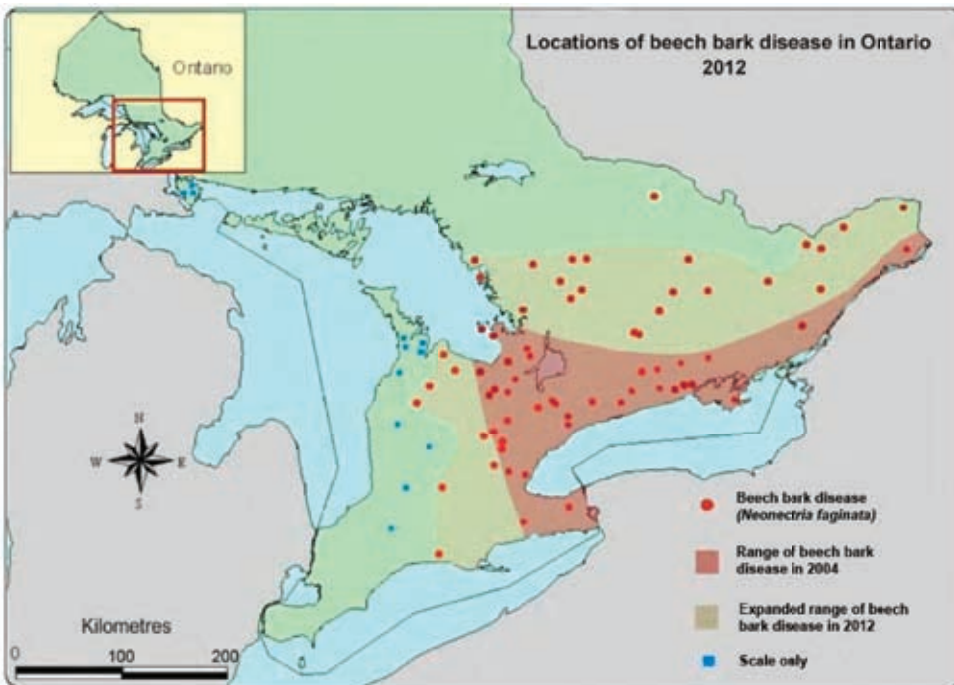 Locations of beech bark disease in Ontario
2012
Ontario
N
W
E
S
Beech bark disease
(Neonectria faginata)
Range of beech bark
disease in 2004
Expanded range of beech
bark disease in 2012
Scale only
Kilometres
0
100
200